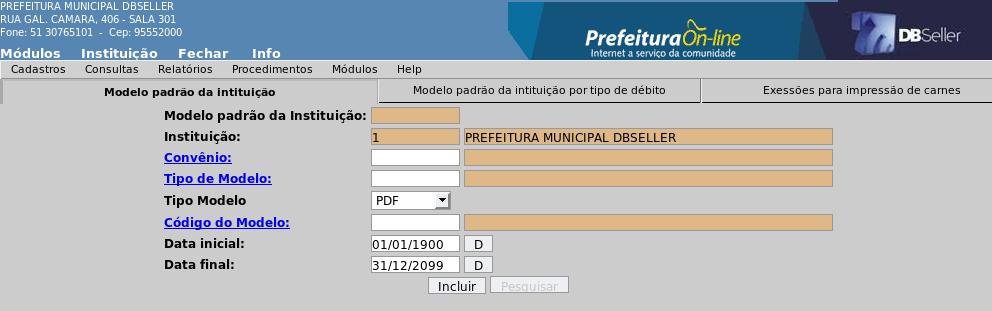 PREFEITURA MUNICIPAL DBSELLER
RUA GAL. CAMARA, 406 - SALA 301
Fone: 51 30765101 - Cep: 95552000
PrefeituraOn-line
Internet a serviço da comunidade
DBSeller
Módulos Instituição Fechar Info
Cadastros Consultas Relatórios Procedimentos Módulos Help
Modelo padrão da intituição Modelo padrão da intituição por tipo de débito Exessões para impressão de carnes
Modelo padrão da Instituição:
Instituição: 1 PREFEITURA MUNICIPAL DBSELLER
Convênio:
Tipo de Modelo:
Tipo Modelo PDF
Código do Modelo:
Data inicial: 01/01/1900 D
Data final: 31/12/2099 D
Incluir Pesquisar